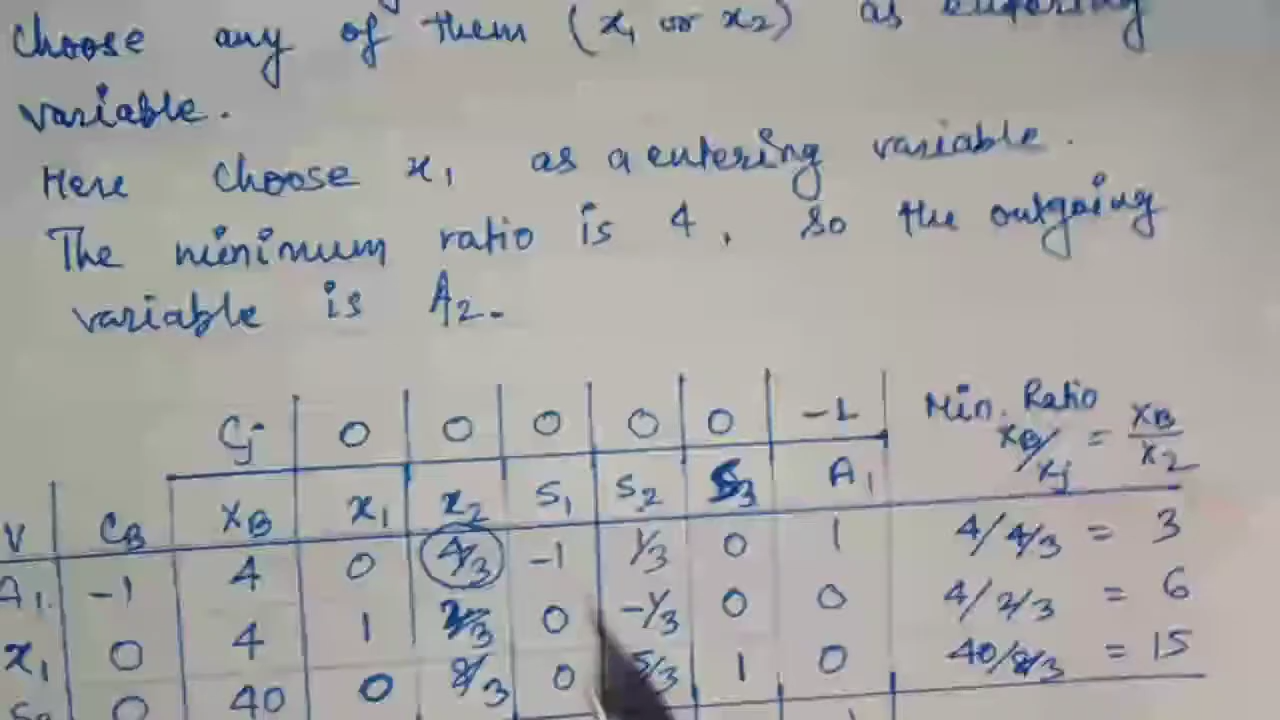 choose any of them (x1 or x2) as entering
variable.
Here choose x1 as a entering variable.
The minimum ratio is 4, so the outgoing
variable is A2.
Cj 0 0 0 0 0 -1 Min. Ratio
XB/xj = XB/x2
V CB XB x1 x2 S1 S2 S3 A1
A1 -1 4 0 4/3 -1 1/3 0 1 4/4/3 = 3
x1 0 4 1 2/3 0 -1/3 0 0 4/2/3 = 6
0 40 0 8/3 0 5/3 1 0 40/8/3 = 15